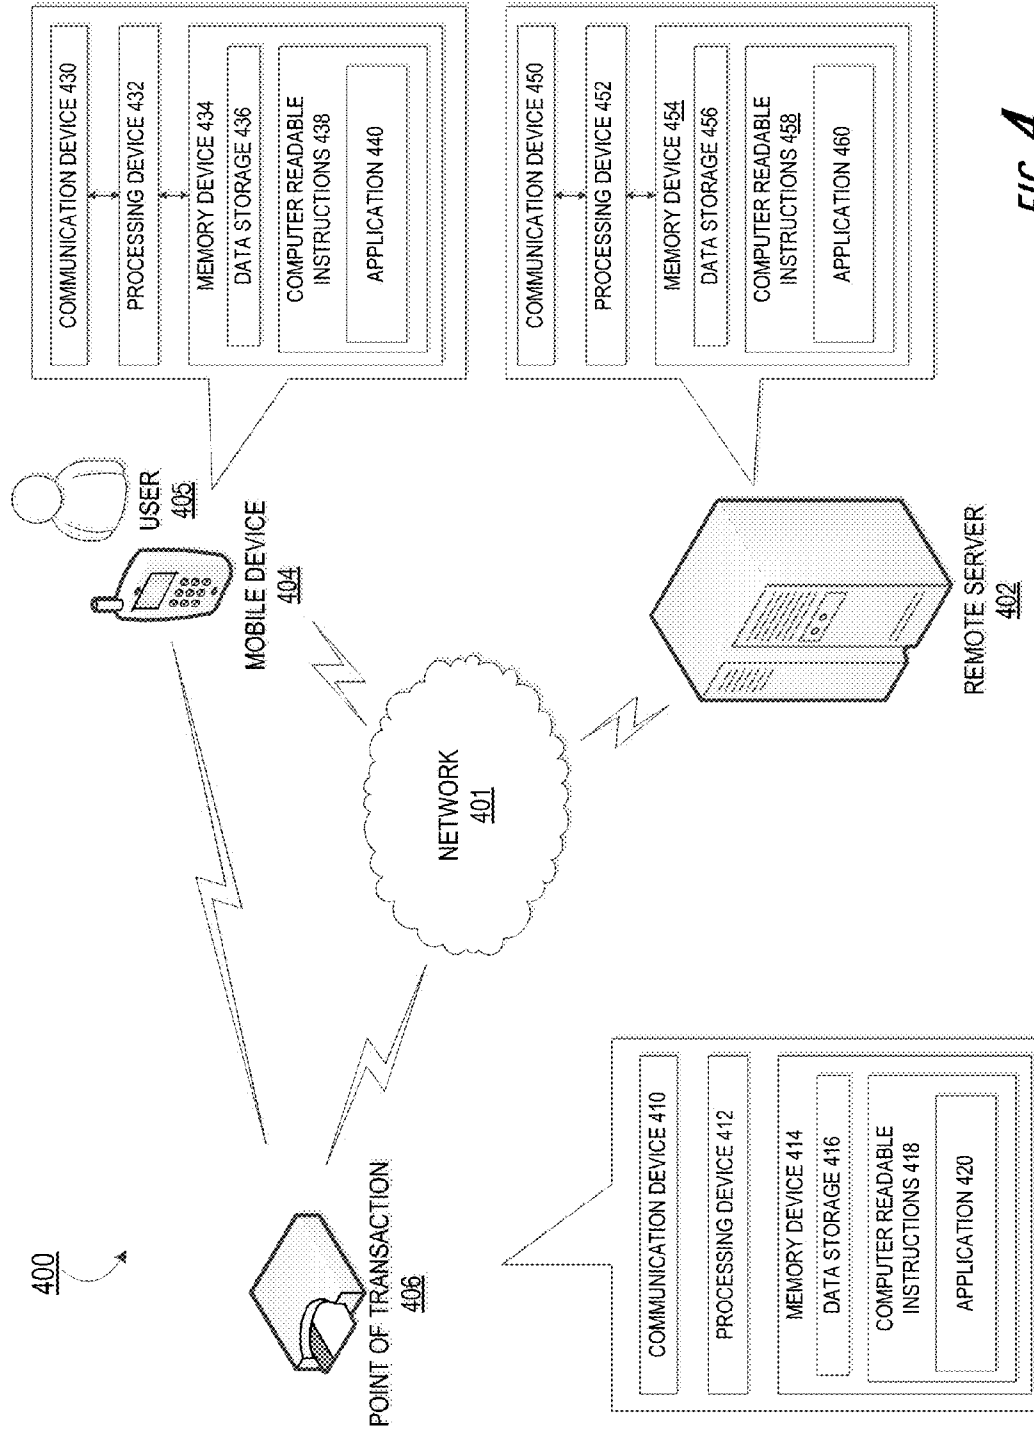 400
USER
405
MOBILE DEVICE
404
POINT OF TRANSACTION
406
NETWORK
401
REMOTE SERVER
402
COMMUNICATION DEVICE 430
PROCESSING DEVICE 432
MEMORY DEVICE 434
DATA STORAGE 436
COMPUTER READABLE
INSTRUCTIONS 438
APPLICATION 440
COMMUNICATION DEVICE 450
PROCESSING DEVICE 452
MEMORY DEVICE 454
DATA STORAGE 456
COMPUTER READABLE
INSTRUCTIONS 458
APPLICATION 460
COMMUNICATION DEVICE 410
PROCESSING DEVICE 412
MEMORY DEVICE 414
DATA STORAGE 416
COMPUTER READABLE
INSTRUCTIONS 418
APPLICATION 420
FIG. 4